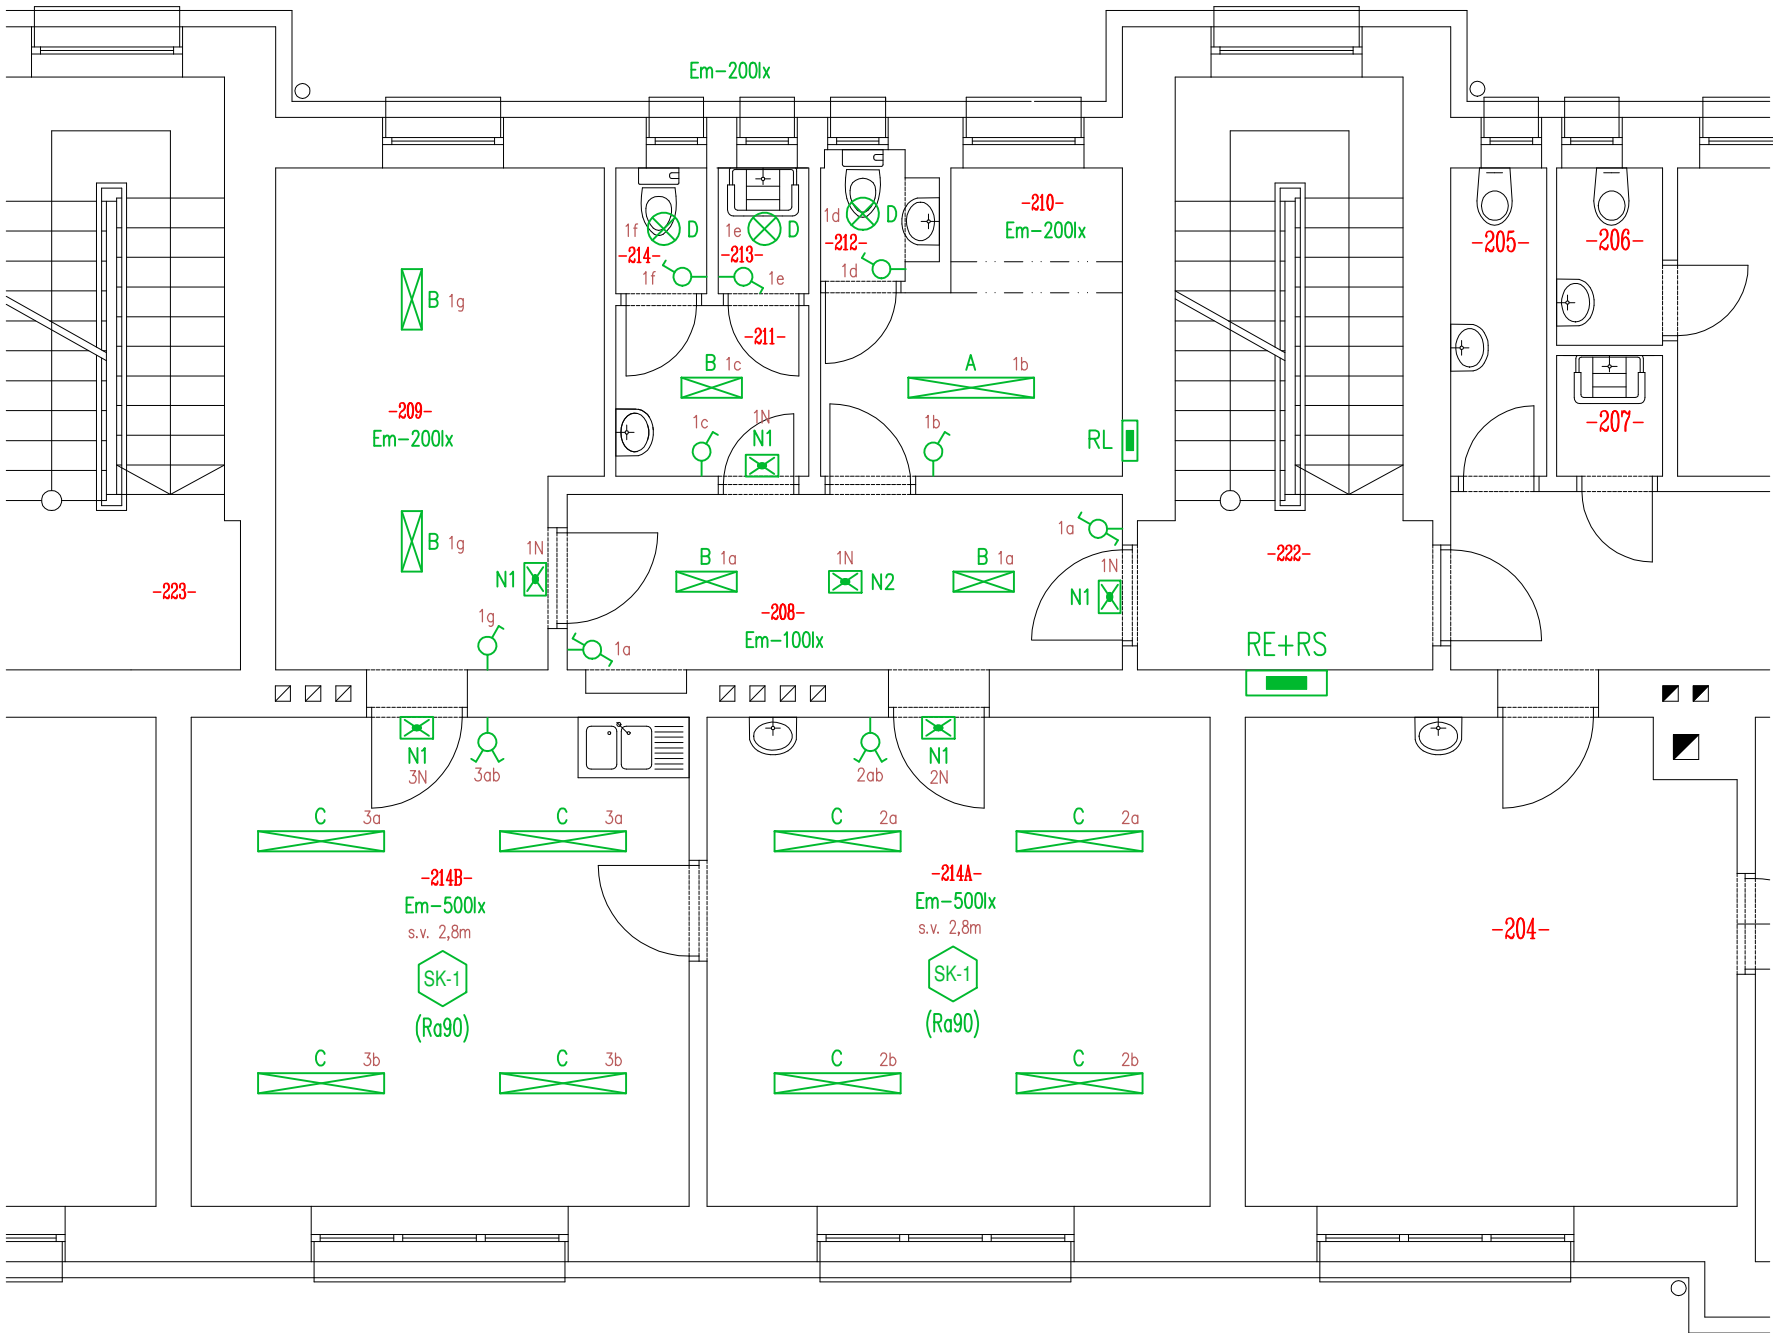 Em-200lx
-210-
Em-200lx
1f
D
-214-
1f
1e
D
-213-
1e
1d
D
-212-
1d
-205-
-206-
B 1g
-211-
B 1c
A 1b
-209-
Em-200lx
1c
1N
N1
1b
RL
-207-
B 1g
1N
N1
1a
-222-
B 1a
1N
N2
B 1a
1N
N1
-223-
1g
1a
-208-
Em-100lx
RE+RS
N1
3N
3ab
2ab
N1
2N
C 3a
C 3a
C 2a
C 2a
-214B-
Em-500lx
s.v. 2,8m
SK-1
(Ra90)
-214A-
Em-500lx
s.v. 2,8m
SK-1
(Ra90)
-204-
C 3b
C 3b
C 2b
C 2b